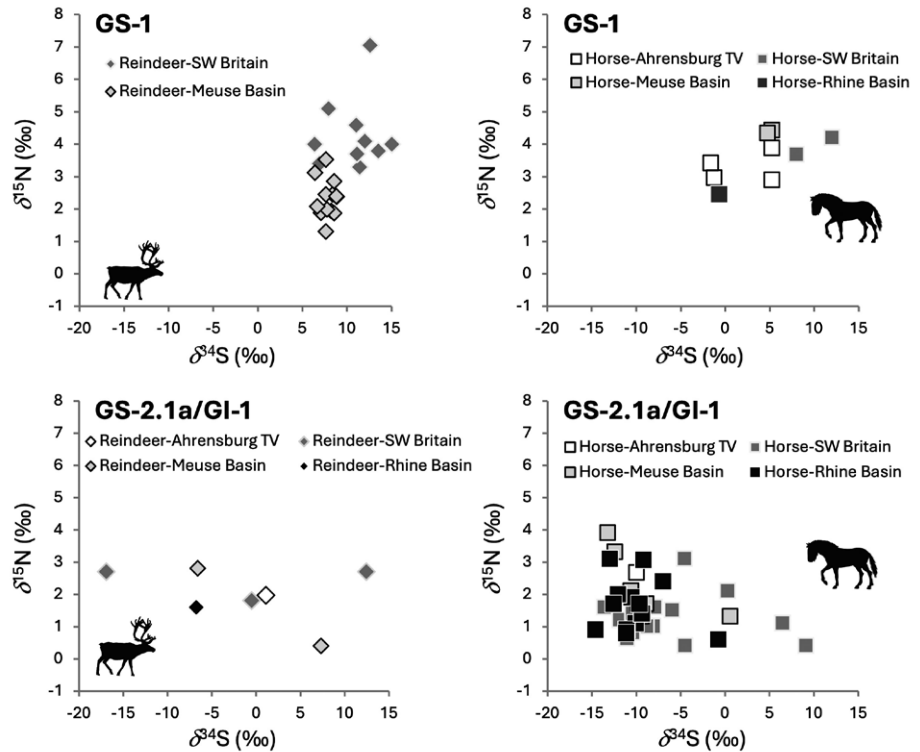 GS-1
8
7
6
5
4
3
2
1
0
-1
δ¹⁵N (‰)
Reindeer-SW Britain
Reindeer-Meuse Basin
-20 -15 -10 -5 0 5 10 15
δ³⁴S (‰)
GS-1
8
7
6
5
4
3
2
1
0
-1
δ¹⁵N (‰)
Horse-Ahrensburg TV Horse-SW Britain
Horse-Meuse Basin Horse-Rhine Basin
-20 -15 -10 -5 0 5 10 15
δ³⁴S (‰)
GS-2.1a/GI-1
8
7
6
5
4
3
2
1
0
-1
δ¹⁵N (‰)
Reindeer-Ahrensburg TV Reindeer-SW Britain
Reindeer-Meuse Basin Reindeer-Rhine Basin
-20 -15 -10 -5 0 5 10 15
δ³⁴S (‰)
GS-2.1a/GI-1
8
7
6
5
4
3
2
1
0
-1
δ¹⁵N (‰)
Horse-Ahrensburg TV Horse-SW Britain
Horse-Meuse Basin Horse-Rhine Basin
-20 -15 -10 -5 0 5 10 15
δ³⁴S (‰)